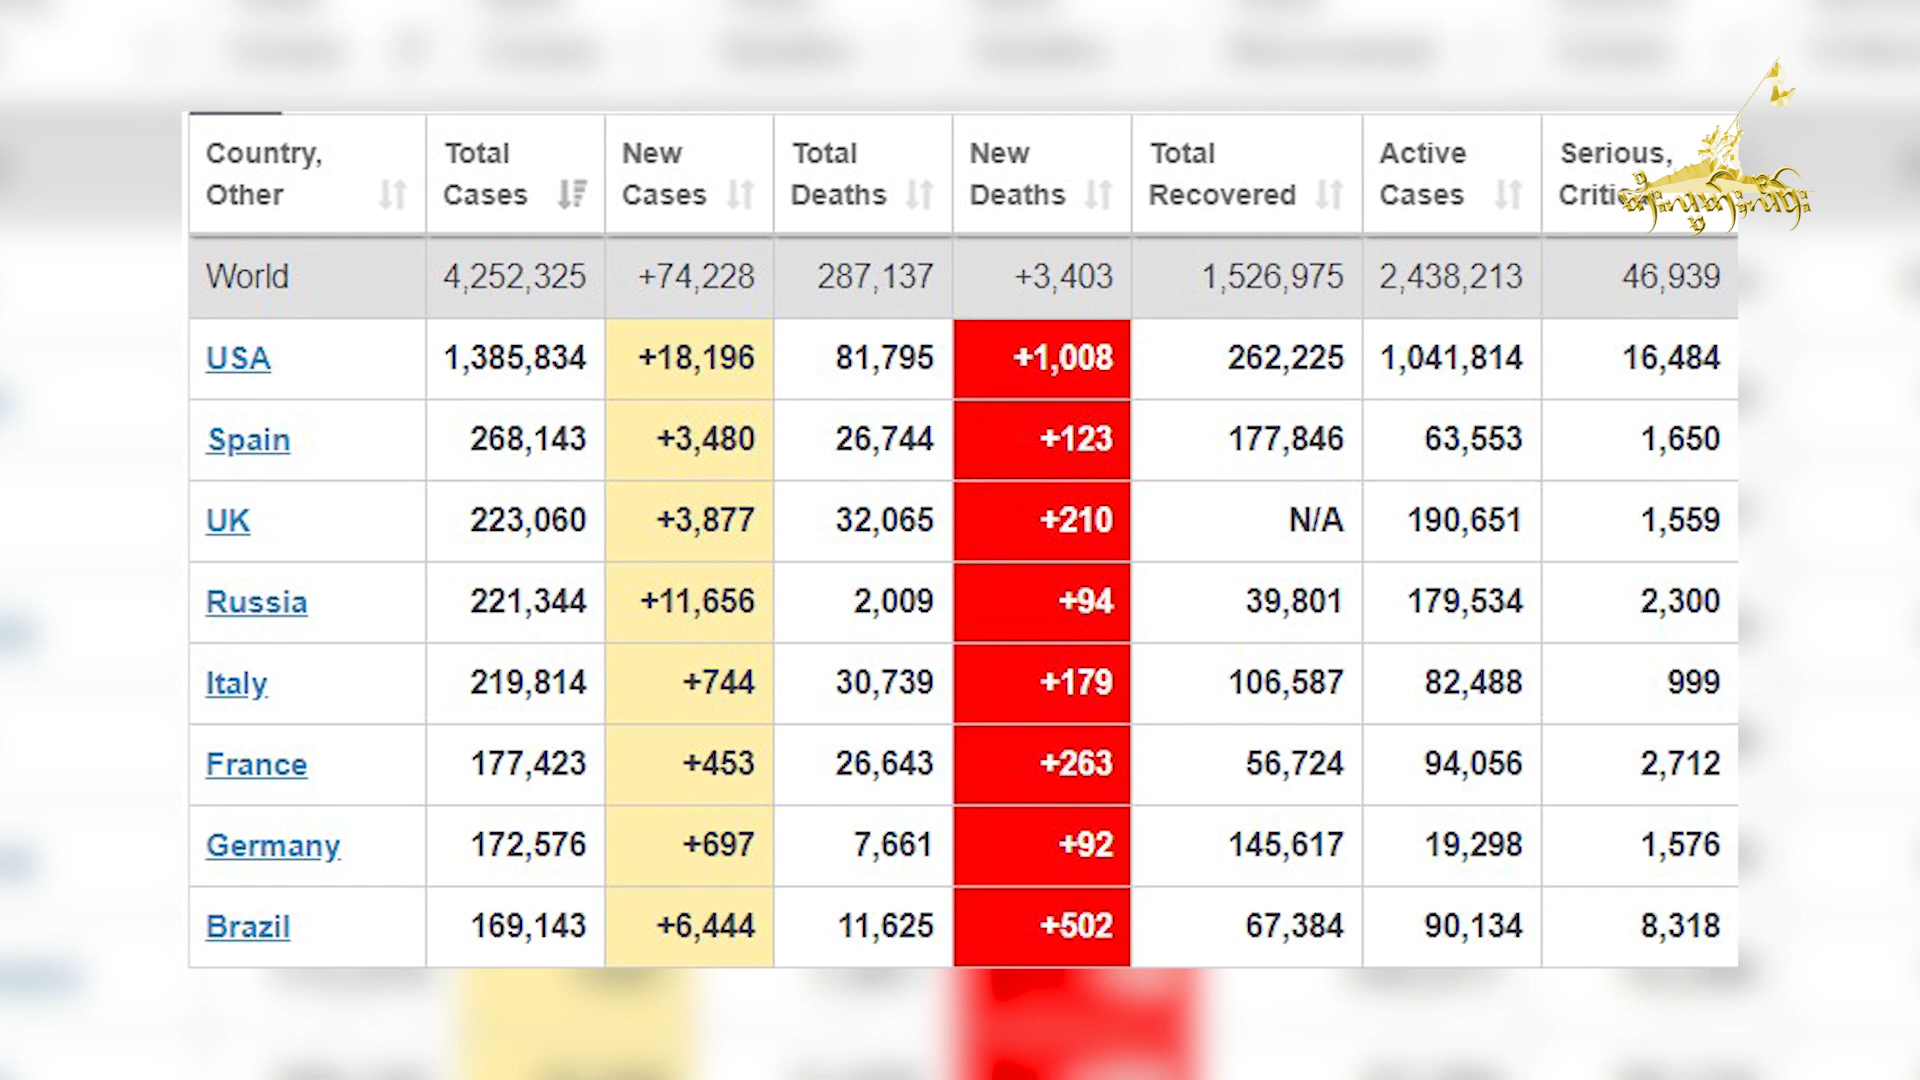 Country, Other Total Cases New Cases Total Deaths New Deaths Total Recovered Active Cases Serious,
World 4,252,325 +74,228 287,137 +3,403 1,526,975 2,438,213 46,939
USA 1,385,834 +18,196 81,795 +1,008 262,225 1,041,814 16,484
Spain 268,143 +3,480 26,744 +123 177,846 63,553 1,650
UK 223,060 +3,877 32,065 +210 N/A 190,651 1,559
Russia 221,344 +11,656 2,009 +94 39,801 179,534 2,300
Italy 219,814 +744 30,739 +179 106,587 82,488 999
France 177,423 +453 26,643 +263 56,724 94,056 2,712
Germany 172,576 +697 7,661 +92 145,617 19,298 1,576
Brazil 169,143 +6,444 11,625 +502 67,384 90,134 8,318